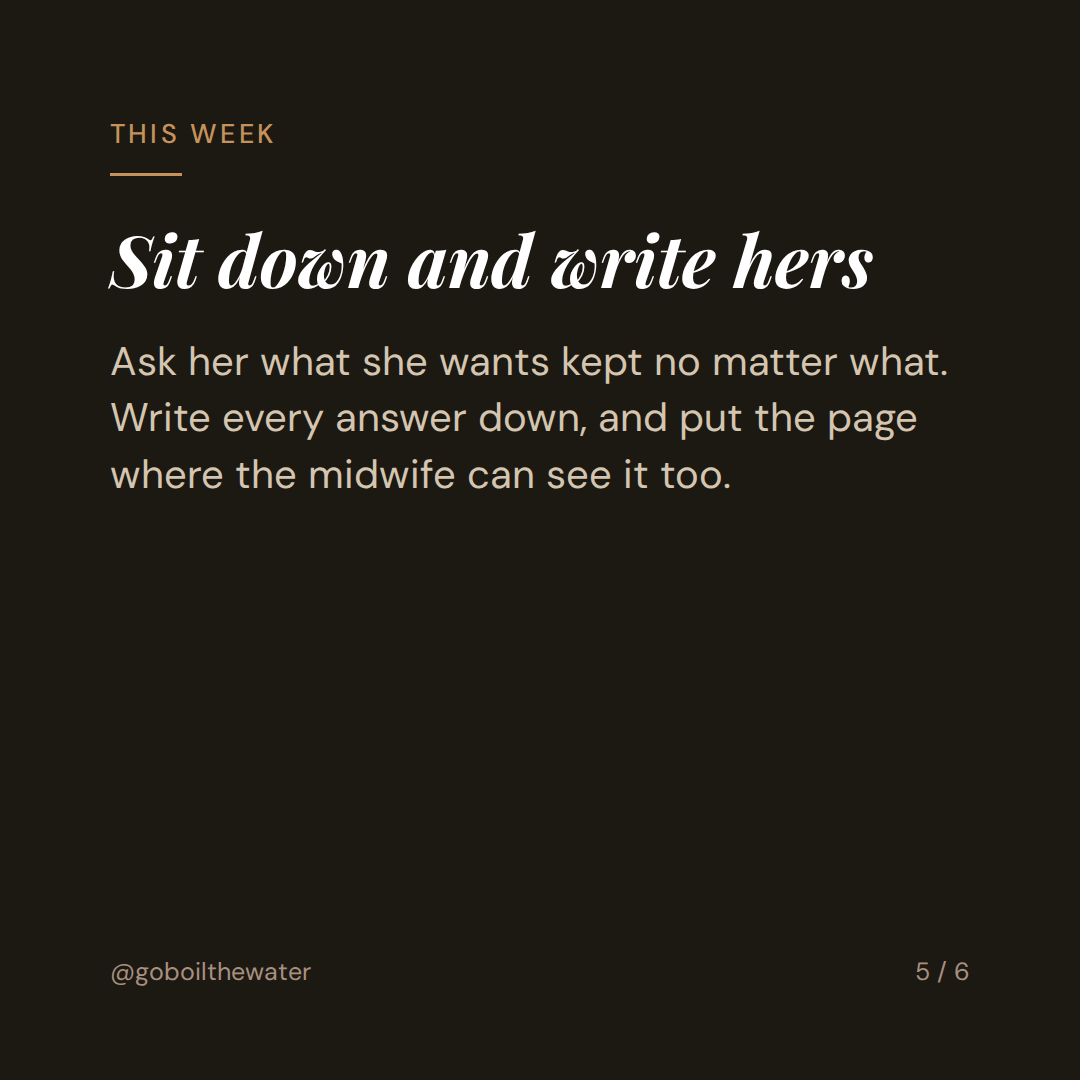 THIS WEEK
Sit down and write hers
Ask her what she wants kept no matter what.
Write every answer down, and put the page
where the midwife can see it too.
@goboilthewater
5 / 6